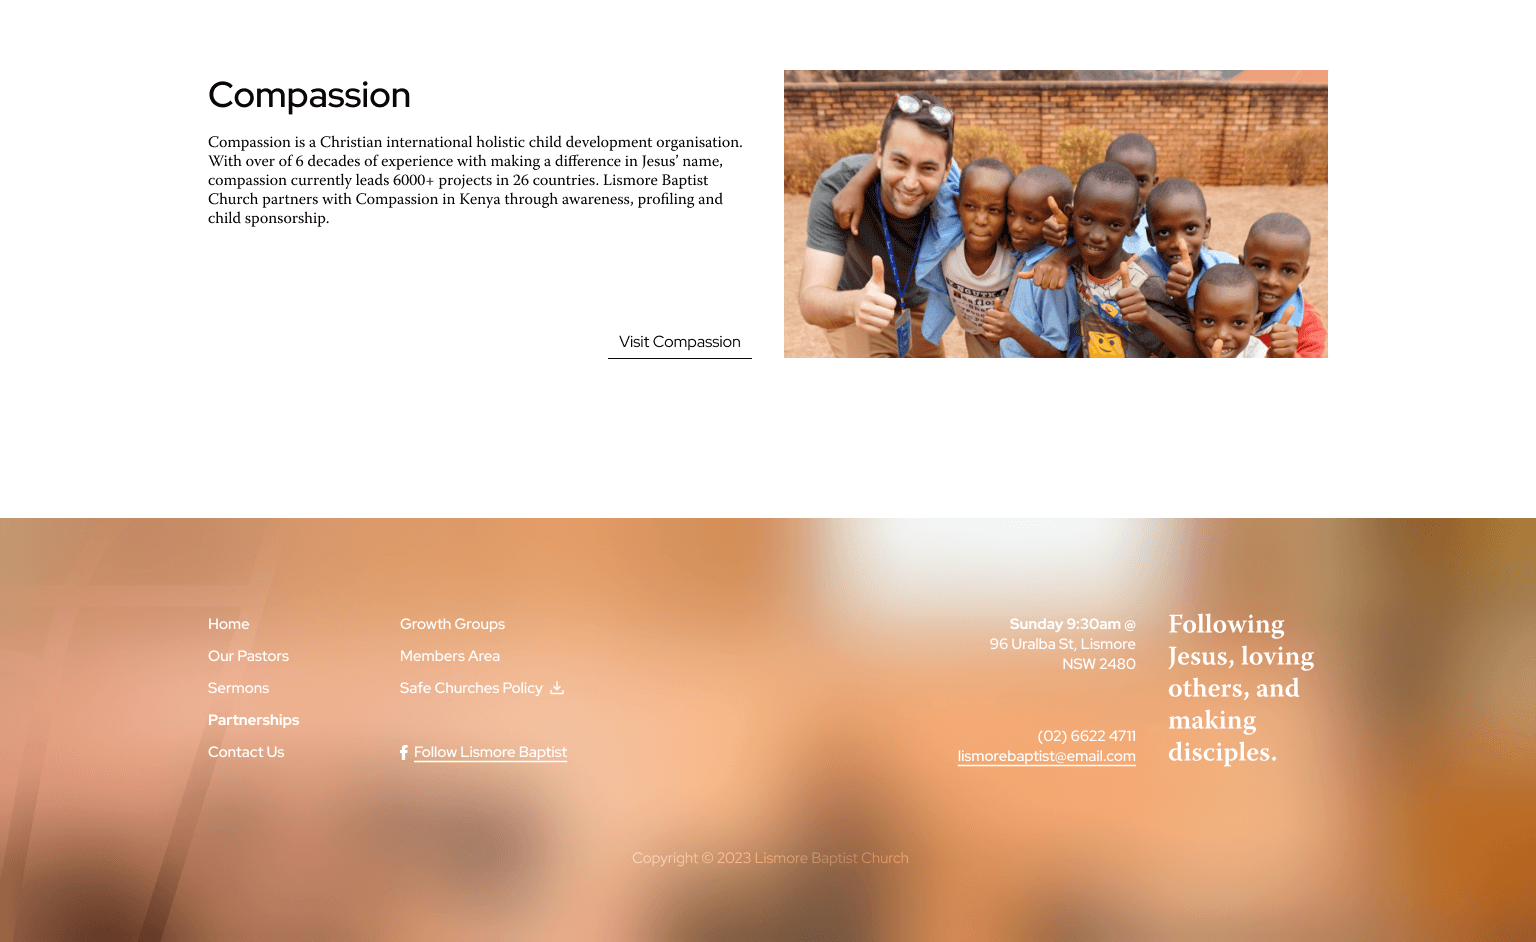 Compassion
Compassion is a Christian international holistic child development organisation.
With over of 6 decades of experience with making a difference in Jesus’ name,
compassion currently leads 6000+ projects in 26 countries. Lismore Baptist
Church partners with Compassion in Kenya through awareness, profiling and
child sponsorship.
Visit Compassion
Home
Our Pastors
Sermons
Partnerships
Contact Us
Growth Groups
Members Area
Safe Churches Policy
Follow Lismore Baptist
Sunday 9:30am @
96 Uralba St, Lismore
NSW 2480
(02) 6622 4711
lismorebaptist@email.com
Following
Jesus, loving
others, and
making
disciples.
Copyright © 2023 Lismore Baptist Church